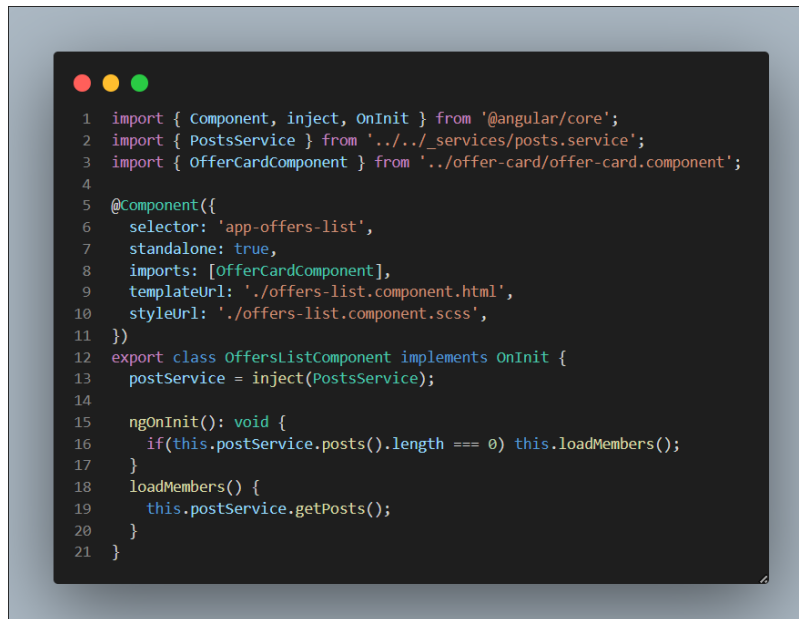 1 import { Component, inject, OnInit } from '@angular/core';
2 import { PostsService } from '../../_services/posts.service';
3 import { OfferCardComponent } from '../offer-card/offer-card.component';
4
5 @Component({
6   selector: 'app-offers-list',
7   standalone: true,
8   imports: [OfferCardComponent],
9   templateUrl: './offers-list.component.html',
10   styleUrl: './offers-list.component.scss',
11 })
12 export class OffersListComponent implements OnInit {
13   postService = inject(PostsService);
14
15   ngOnInit(): void {
16     if(this.postService.posts().length === 0) this.loadMembers();
17   }
18   loadMembers() {
19     this.postService.getPosts();
20   }
21 }